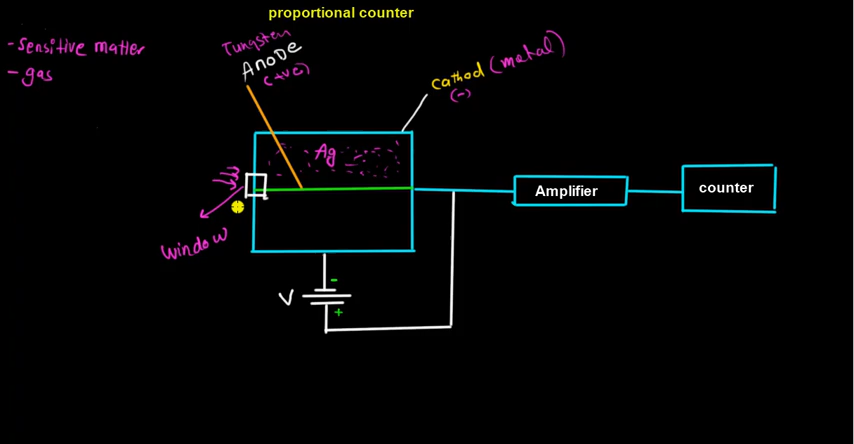 proportional counter
- sensitive matter
- gas
Tungsten
ANODE
(+ve)
cathod (metal)
(-)
Ag
window
Amplifier
counter
V
-
+